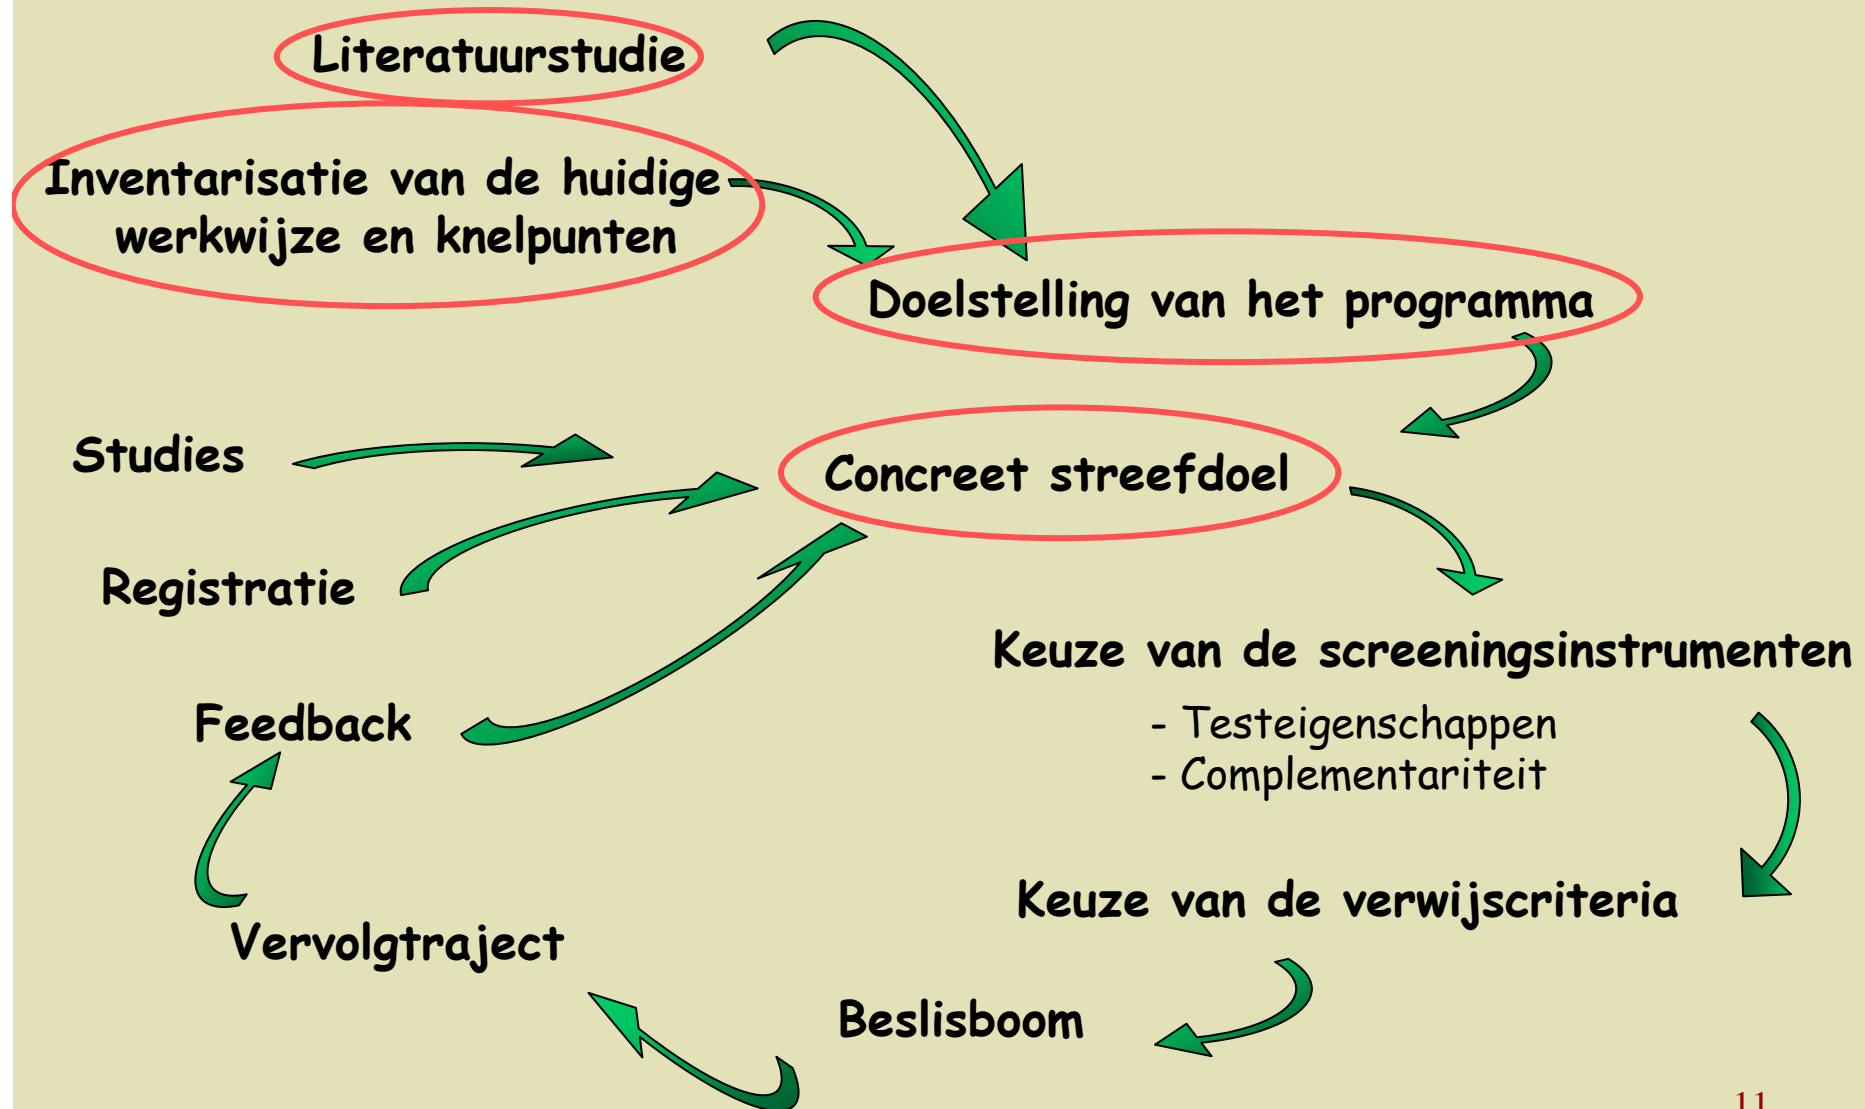 Literatuurstudie
Inventarisatie van de huidige
werkwijze en knelpunten
Doelstelling van het programma
Studies
Concreet streefdoel
Registratie
Keuze van de screeningsinstrumenten
Feedback
- Testeigenschappen
- Complementariteit
Keuze van de verwijscriteria
Vervolgtraject
Beslisboom
11